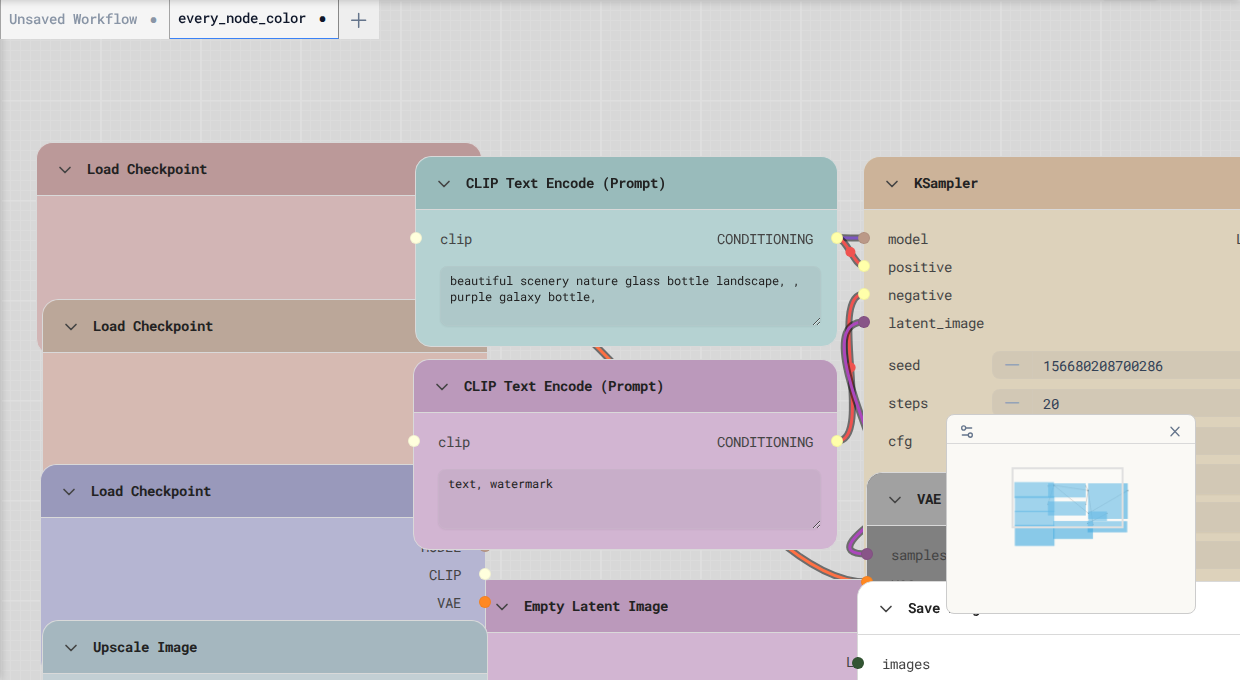 Unsaved Workflow
every_node_color
Load Checkpoint
CLIP Text Encode (Prompt)
clip
CONDITIONING
beautiful scenery nature glass bottle landscape, ,
purple galaxy bottle,
KSampler
model
positive
negative
latent_image
seed
156680208700286
steps
20
cfg
Load Checkpoint
CLIP Text Encode (Prompt)
clip
CONDITIONING
text, watermark
Load Checkpoint
CLIP
VAE
VAE
samples
Empty Latent Image
Save
images
Upscale Image